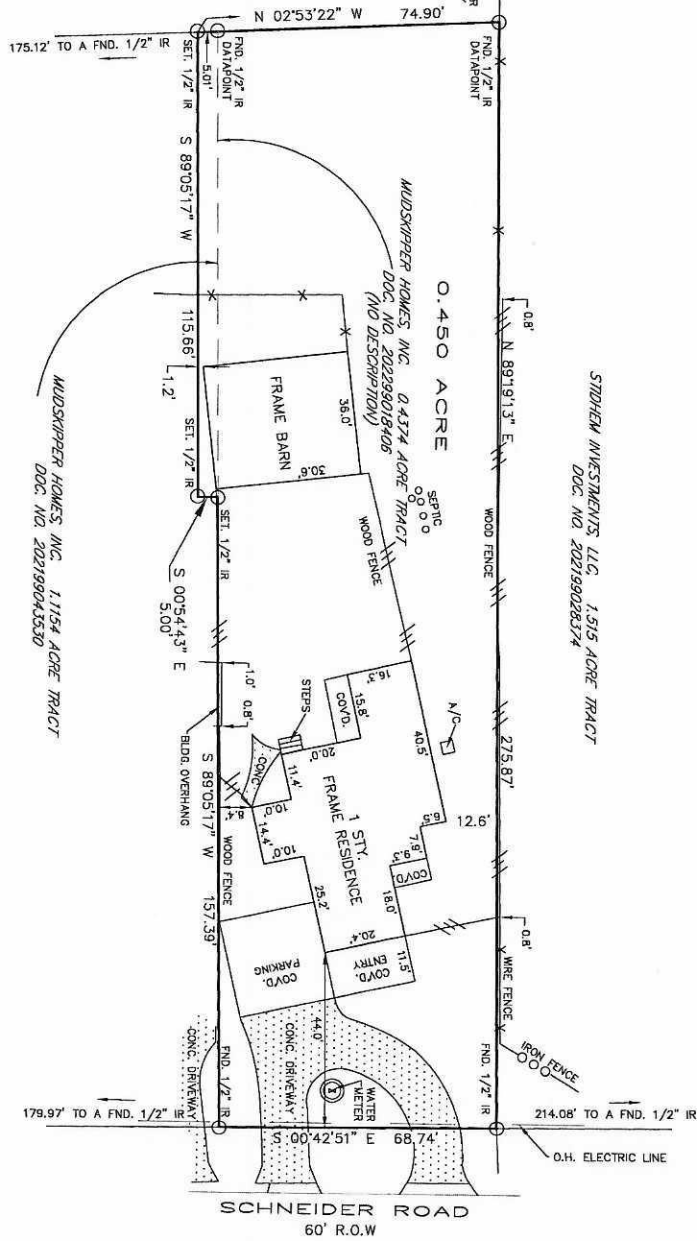 IR
N 02°53'22" W 74.90'
175.12' TO A FND. 1/2" IR
SET. 1/2" IR
5.01'
FND. 1/2" IR
DATAPOINT
FND. 1/2" IR
DATAPOINT
S 89°05'17" W 115.66'
MUDSKIPPER HOMES, INC. 0.4374 ACRE TRACT
DOC. NO. 202299018406
(NO DESCRIPTION)
0.450 ACRE
0.8'
N 89°19'13" E 275.87'
STIDHEM INVESTMENTS, LLC, 1.515 ACRE TRACT
DOC. NO. 202199028374
MUDSKIPPER HOMES, INC. 1.1154 ACRE TRACT
DOC. NO. 202199043530
1.2'
FRAME BARN
36.0'
30.6'
SEPTIC
WOOD FENCE
WOOD FENCE
SET. 1/2" IR
SET. 1/2" IR
S 00°54'43" E
5.00'
1.0'
0.8'
BLDG. OVERHANG
STEPS
CONC.
COV'D.
15.8'
16.3'
20.0'
40.5'
A/C
11.4'
10.0'
8.4'
14.4'
10.0'
1 STY.
FRAME RESIDENCE
6.5'
12.6'
7.9'
9.3'
COV'D.
18.0'
25.2'
20.4'
11.5'
COVD.
ENTRY
COVD.
PARKING
44.0'
S 89°05'17" W 157.39'
WOOD FENCE
0.8'
WIRE FENCE
IRON FENCE
FND. 1/2" IR
FND. 1/2" IR
CONC. DRIVEWAY
CONC. DRIVEWAY
WATER
METER
179.97' TO A FND. 1/2" IR
S 00°42'51" E 68.74'
214.08' TO A FND. 1/2" IR
O.H. ELECTRIC LINE
SCHNEIDER ROAD
60' R.O.W